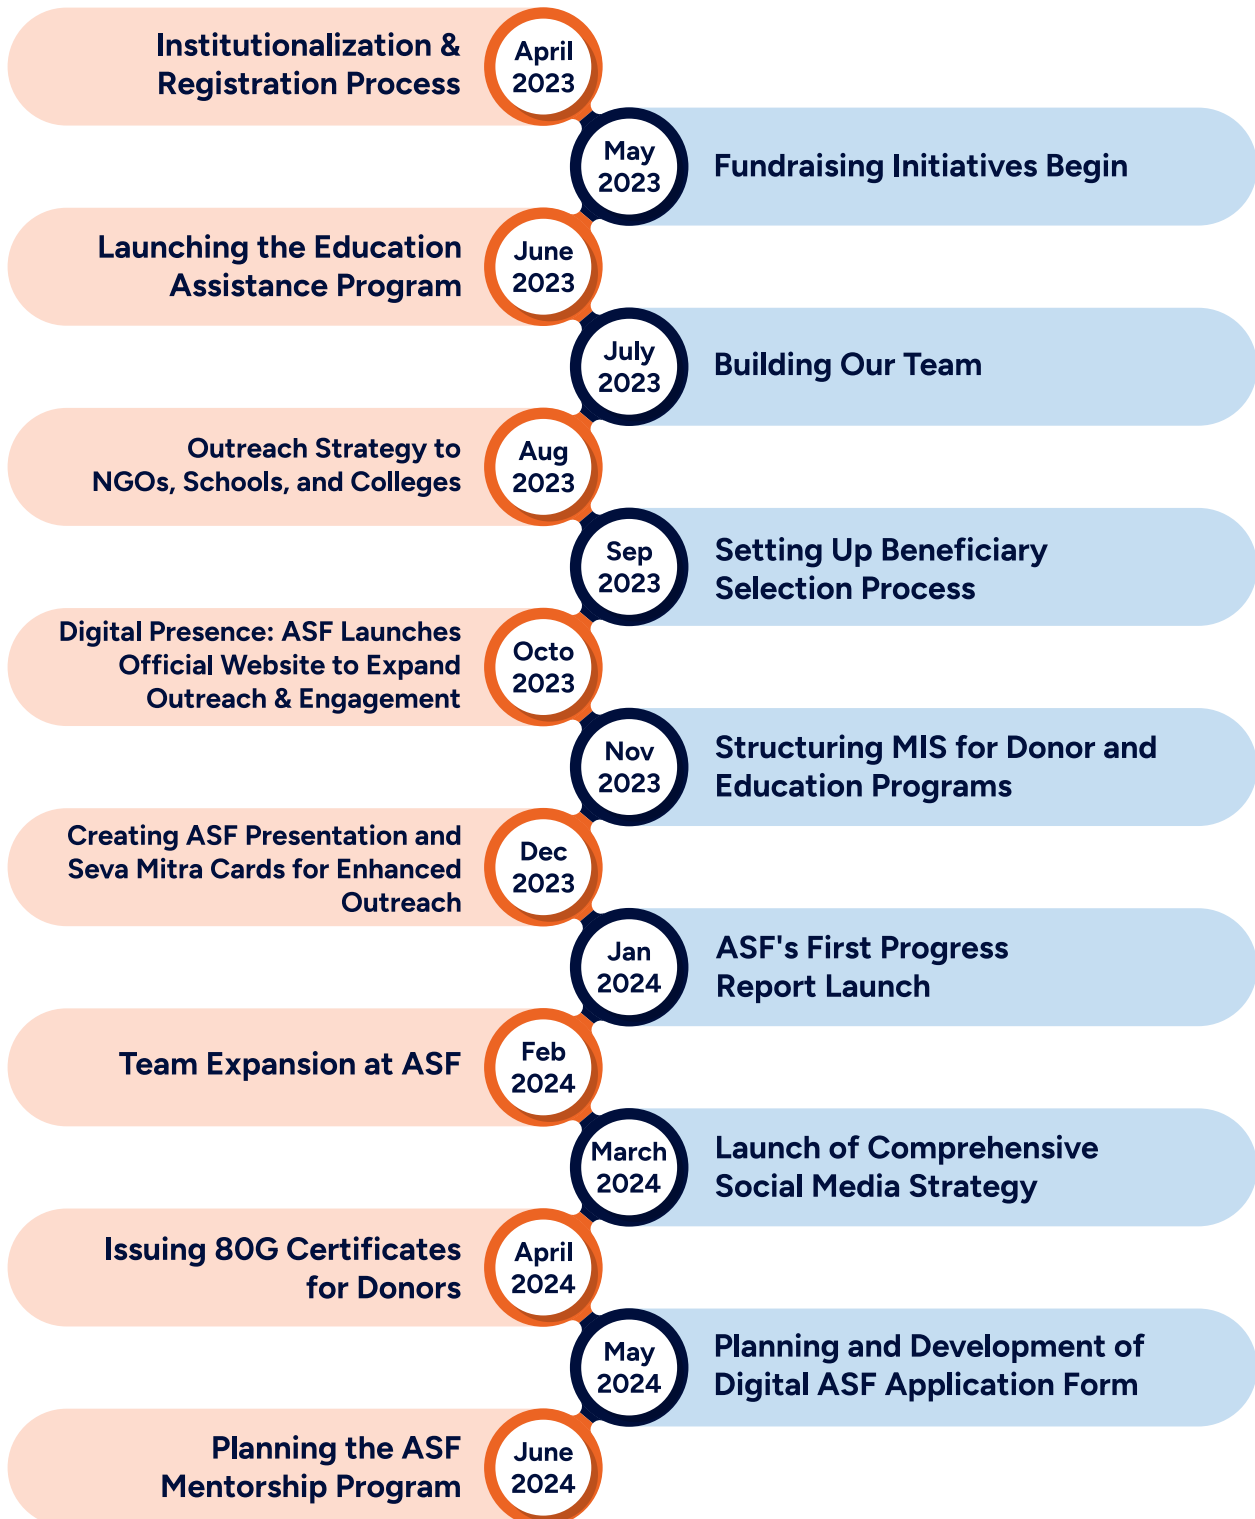 Institutionalization &
Registration Process
April
2023
May
2023
Fundraising Initiatives Begin
Launching the Education
Assistance Program
June
2023
July
2023
Building Our Team
Outreach Strategy to
NGOs, Schools, and Colleges
Aug
2023
Sep
2023
Setting Up Beneficiary
Selection Process
Digital Presence: ASF Launches
Official Website to Expand
Outreach & Engagement
Octo
2023
Nov
2023
Structuring MIS for Donor and
Education Programs
Creating ASF Presentation and
Seva Mitra Cards for Enhanced
Outreach
Dec
2023
Jan
2024
ASF's First Progress
Report Launch
Team Expansion at ASF
Feb
2024
March
2024
Launch of Comprehensive
Social Media Strategy
Issuing 80G Certificates
for Donors
April
2024
May
2024
Planning and Development of
Digital ASF Application Form
Planning the ASF
Mentorship Program
June
2024